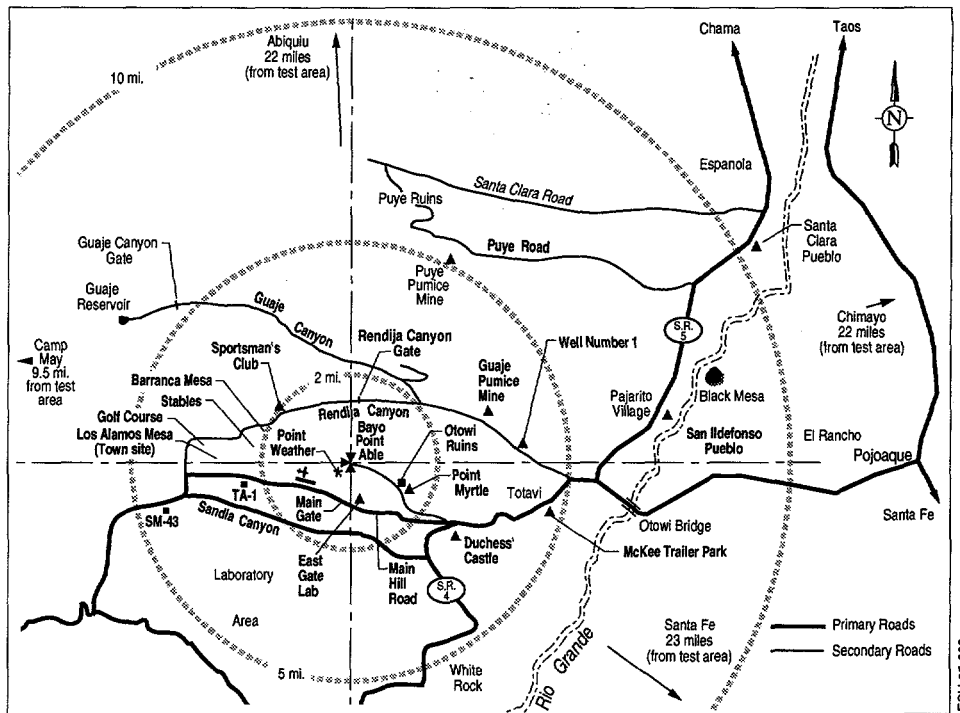 Chama
Taos
Abiquiu
22 miles
(from test area)
10 mi.
N
Espanola
Santa Clara Road
Puye Ruins
Santa
Clara
Pueblo
Guaje Canyon
Gate
Puye Road
Puye
Pumice
Mine
Guaje
Reservoir
Guaje
Canyon
Chimayo
22 miles
(from test area)
S.R.
5
Camp
May
9.5 mi.
from test
area
Sportsman's
Club
Rendija Canyon
Gate
Well Number 1
Guaje
Pumice
Mine
Barranca Mesa
2 mi.
Stables
Rendija Canyon
Pajarito
Village
Black Mesa
Golf Course
Los Alamos Mesa
(Town site)
Point
Weather
Bayo
Point
Able
Otowi
Ruins
San Ildefonso
Pueblo
El Rancho
Pojoaque
Point
Myrtle
Totavi
TA-1
Main
Gate
SM-43
Sandia Canyon
Otowi Bridge
Santa Fe
Duchess'
Castle
McKee Trailer Park
East
Gate
Lab
Main
Hill
Road
Laboratory
Area
S.R.
4
Santa Fe
23 miles
(from test area)
Primary Roads
Secondary Roads
5 mi.
White
Rock
Rio Grande